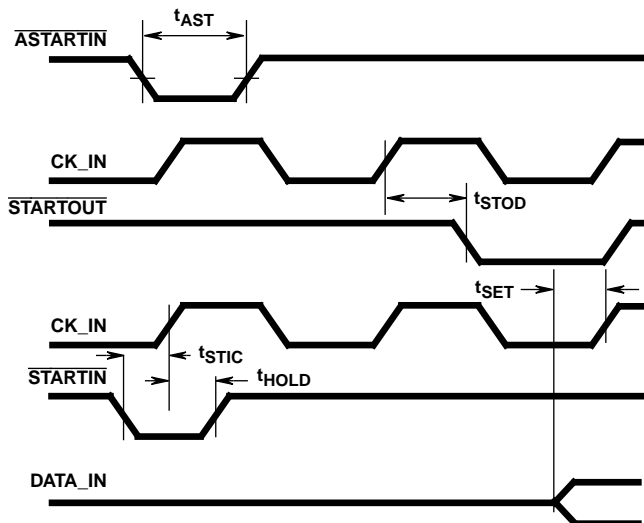 ASTARTIN
tAST
CK_IN
tSTOD
STARTOUT
tSET
CK_IN
tSTIC
tHOLD
STARTIN
DATA_IN